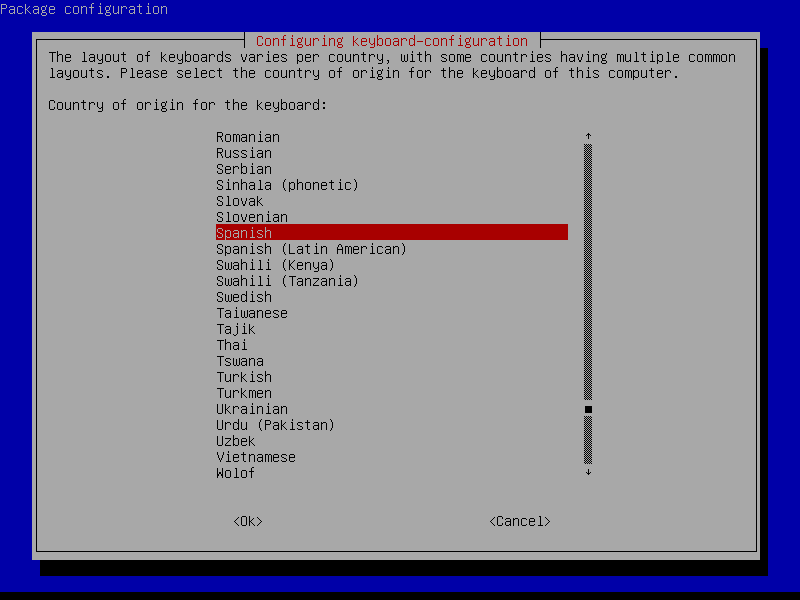 Package configuration
Configuring keyboard-configuration
The layout of keyboards varies per country, with some countries having multiple common
layouts. Please select the country of origin for the keyboard of this computer.
Country of origin for the keyboard:
Romanian
Russian
Serbian
Sinhala (phonetic)
Slovak
Slovenian
Spanish
Spanish (Latin American)
Swahili (Kenya)
Swahili (Tanzania)
Swedish
Taiwanese
Tajik
Thai
Tswana
Turkish
Turkmen
Ukrainian
Urdu (Pakistan)
Uzbek
Vietnamese
Wolof
<Ok> <Cancel>